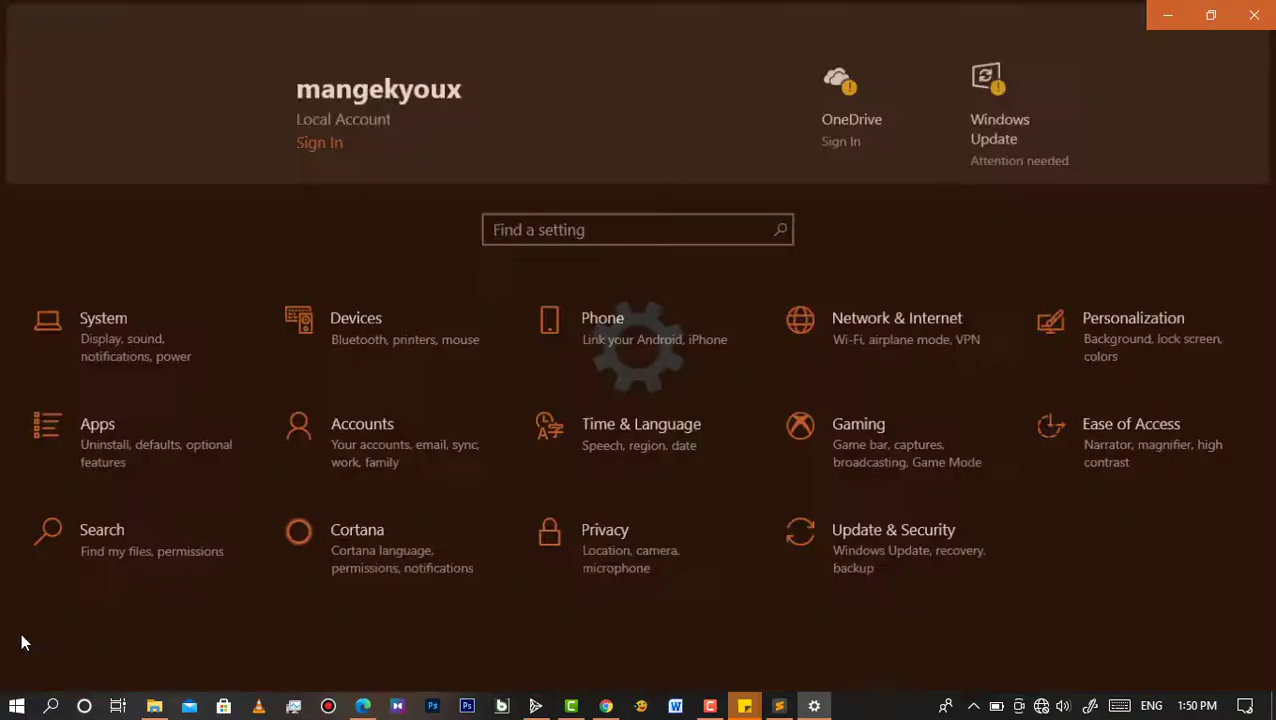 mangekyoux
Local Account
Sign In
OneDrive
Sign In
Windows
Update
Attention needed
Find a setting
System
Display, sound,
notifications, power
Devices
Bluetooth, printers, mouse
Phone
Link your Android, iPhone
Network & Internet
Wi-Fi, airplane mode, VPN
Personalization
Background, lock screen,
colors
Apps
Uninstall, defaults, optional
features
Accounts
Your accounts, email, sync,
work, family
Time & Language
Speech, region, date
Gaming
Game bar, captures,
broadcasting, Game Mode
Ease of Access
Narrator, magnifier, high
contrast
Search
Find my files, permissions
Cortana
Cortana language,
permissions, notifications
Privacy
Location, camera,
microphone
Update & Security
Windows Update, recovery,
backup
ENG
1:50 PM